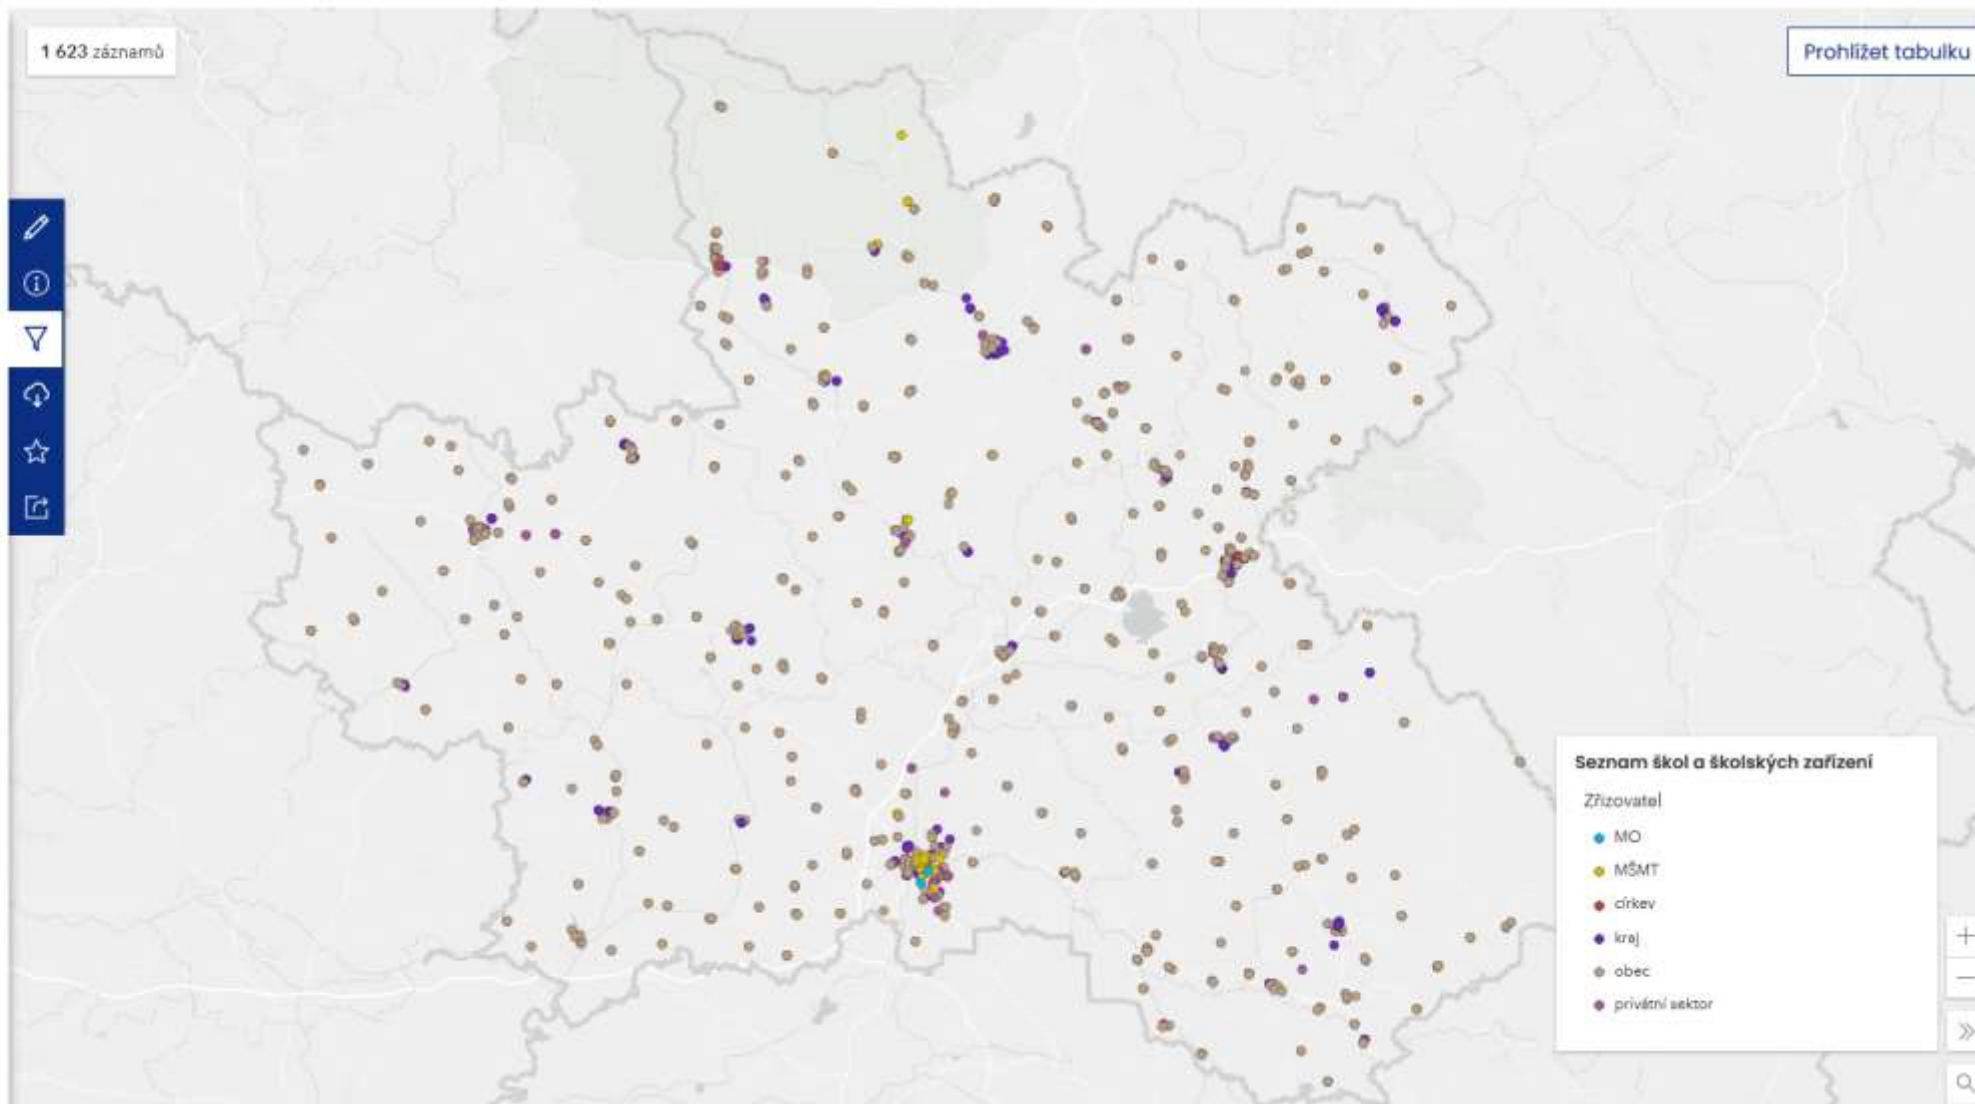 1 623 záznamů
Prohlížet tabulku
Seznam škol a školských zařízení
Zřizovatel
MO
MŠMT
církev
kraj
obec
privátní sektor